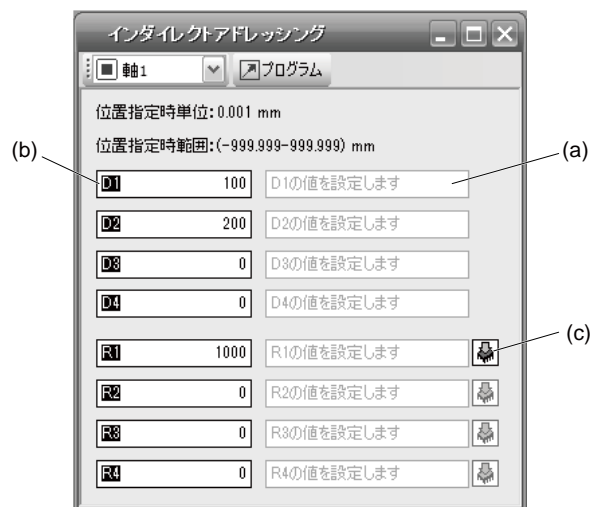 インダイレクトアドレッシング
軸1 プログラム
位置指定時単位:0.001 mm
位置指定時範囲:(-999.999-999.999) mm
(b)
(a)
D1 100 D1の値を設定します
D2 200 D2の値を設定します
D3 0 D3の値を設定します
D4 0 D4の値を設定します
(c)
R1 1000 R1の値を設定します
R2 0 R2の値を設定します
R3 0 R3の値を設定します
R4 0 R4の値を設定します